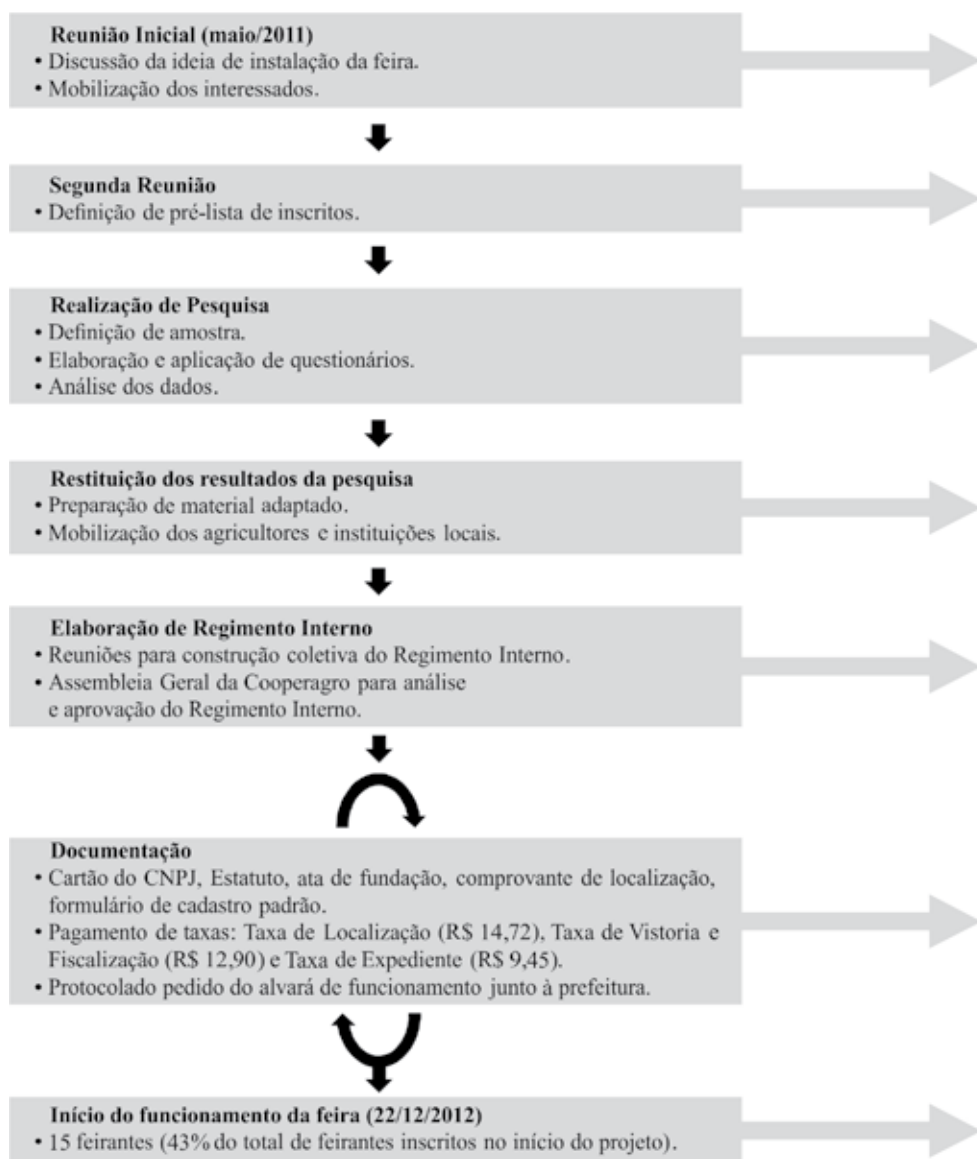 Reunião Inicial (maio/2011)
• Discussão da ideia de instalação da feira.
• Mobilização dos interessados.
Segunda Reunião
• Definição de pré-lista de inscritos.
Realização de Pesquisa
• Definição de amostra.
• Elaboração e aplicação de questionários.
• Análise dos dados.
Restituição dos resultados da pesquisa
• Preparação de material adaptado.
• Mobilização dos agricultores e instituições locais.
Elaboração de Regimento Interno
• Reuniões para construção coletiva do Regimento Interno.
• Assembleia Geral da Cooperagro para análise
e aprovação do Regimento Interno.
Documentação
• Cartão do CNPJ, Estatuto, ata de fundação, comprovante de localização,
formulário de cadastro padrão.
• Pagamento de taxas: Taxa de Localização (R$ 14,72), Taxa de Vistoria e
Fiscalização (R$ 12,90) e Taxa de Expediente (R$ 9,45).
• Protocolado pedido do alvará de funcionamento junto à prefeitura.
Início do funcionamento da feira (22/12/2012)
• 15 feirantes (43% do total de feirantes inscritos no início do projeto).